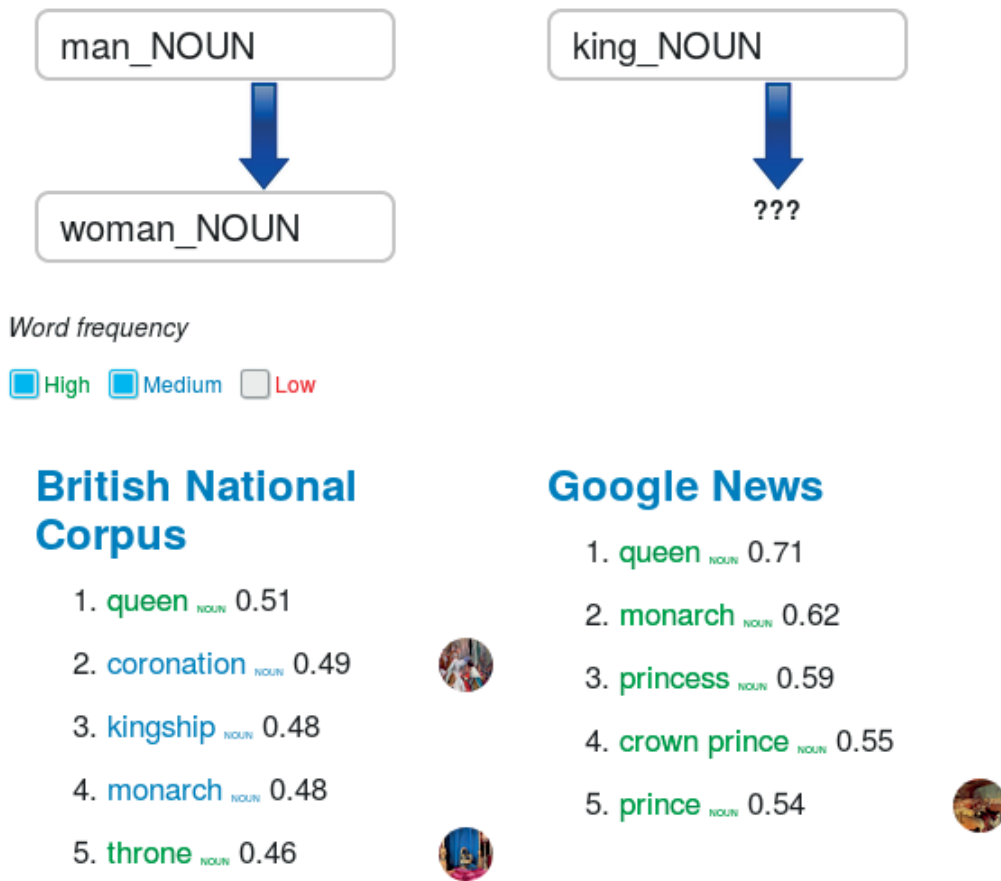 man_NOUN
king_NOUN
woman_NOUN
???
Word frequency
High Medium Low
British National
Corpus
1. queen NOUN 0.51
2. coronation NOUN 0.49
3. kingship NOUN 0.48
4. monarch NOUN 0.48
5. throne NOUN 0.46
Google News
1. queen NOUN 0.71
2. monarch NOUN 0.62
3. princess NOUN 0.59
4. crown prince NOUN 0.55
5. prince NOUN 0.54